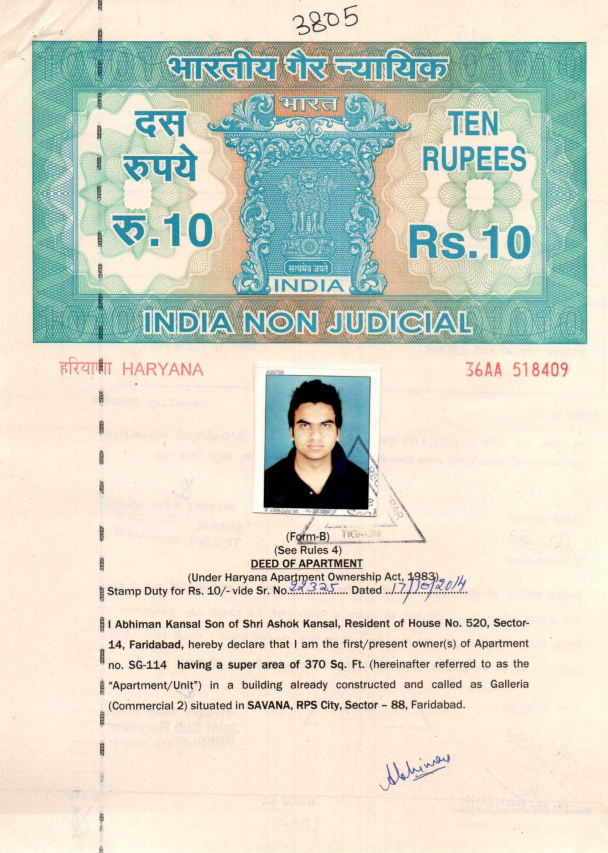 3805
भारतीय गैर न्यायिक
भारत
दस
रुपये
रु.10
TEN
RUPEES
Rs.10
सत्यमेव जयते
INDIA
INDIA NON JUDICIAL
हरियाणा HARYANA
36AA 518409
TIGAON
(Form-B)
(See Rules 4)
DEED OF APARTMENT
(Under Haryana Apartment Ownership Act, 1983)
Stamp Duty for Rs. 10/- vide Sr. No. 22325 Dated 17/10/2014
I Abhiman Kansal Son of Shri Ashok Kansal, Resident of House No. 520, Sector-
14, Faridabad, hereby declare that I am the first/present owner(s) of Apartment
no. SG-114 having a super area of 370 Sq. Ft. (hereinafter referred to as the
“Apartment/Unit”) in a building already constructed and called as Galleria
(Commercial 2) situated in SAVANA, RPS City, Sector – 88, Faridabad.
Abhiman